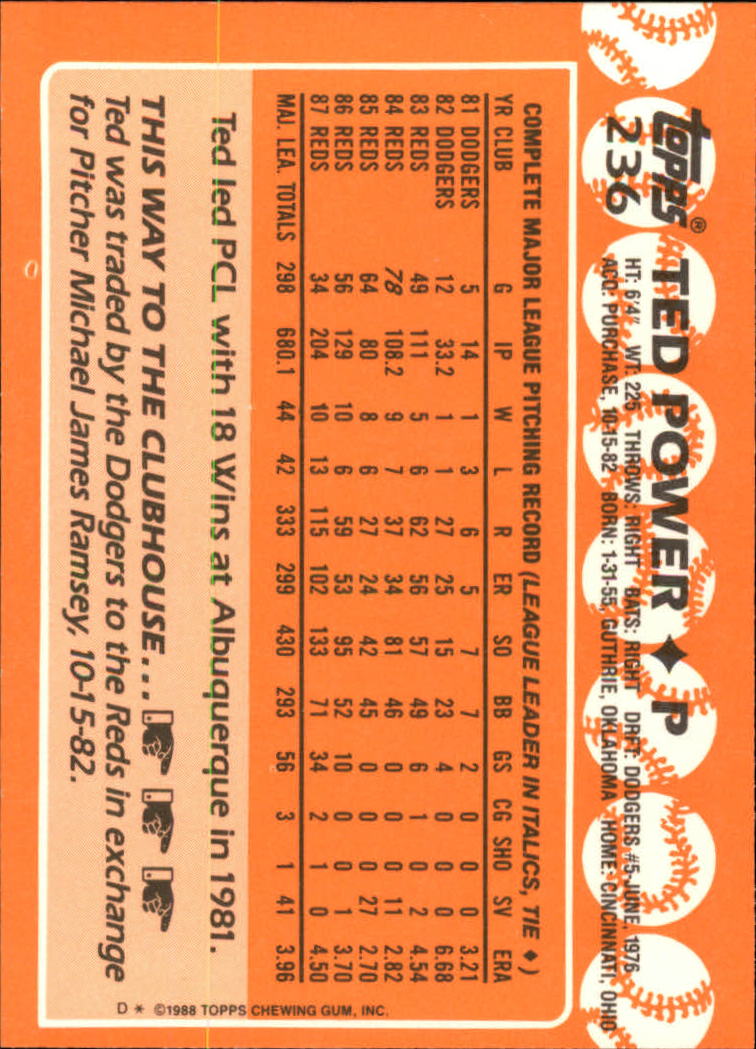 topps®
236
TED POWER ✦ P
HT: 6'4" WT: 225 THROWS: RIGHT BATS: RIGHT DRFT: DODGERS #5-JUNE, 1976
ACQ: PURCHASE, 10-15-82 BORN: 1-31-55, GUTHRIE, OKLAHOMA HOME: CINCINNATI, OHIO
COMPLETE MAJOR LEAGUE PITCHING RECORD (LEAGUE LEADER IN ITALICS, TIE ♦)
YR CLUB G IP W L R ER SO BB GS CG SHO SV ERA
81 DODGERS 5 14 1 3 6 5 7 7 2 0 0 0 3.21
82 DODGERS 12 33.2 1 1 27 25 15 23 4 0 0 0 6.68
83 REDS 49 111 5 6 62 56 57 49 6 1 0 2 4.54
84 REDS 78 108.2 9 7 37 34 81 46 0 0 0 11 2.82
85 REDS 64 80 8 6 27 24 42 45 0 0 0 27 2.70
86 REDS 56 129 10 6 59 53 95 52 10 0 0 1 3.70
87 REDS 34 204 10 13 115 102 133 71 34 2 1 0 4.50
MAJ. LEA. TOTALS 298 680.1 44 42 333 299 430 293 56 3 1 41 3.96
Ted led PCL with 18 Wins at Albuquerque in 1981.
THIS WAY TO THE CLUBHOUSE...
Ted was traded by the Dodgers to the Reds in exchange
for Pitcher Michael James Ramsey, 10-15-82.
D * ©1988 TOPPS CHEWING GUM, INC.